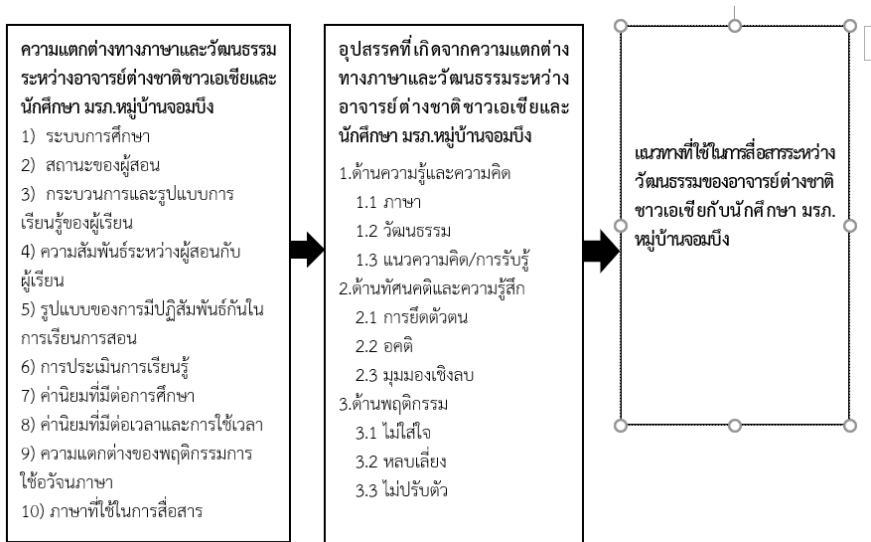 ความแตกต่างทางภาษาและวัฒนธรรม
ระหว่างอาจารย์ต่างชาติชาวเอเชียและ
นักศึกษา มรภ.หมู่บ้านจอมบึง
1) ระบบการศึกษา
2) สถานะของผู้สอน
3) กระบวนการและรูปแบบการ
เรียนรู้ของผู้เรียน
4) ความสัมพันธ์ระหว่างผู้สอนกับ
ผู้เรียน
5) รูปแบบของการมีปฏิสัมพันธ์กันใน
การเรียนการสอน
6) การประเมินการเรียนรู้
7) ค่านิยมที่มีต่อการศึกษา
8) ค่านิยมที่มีต่อเวลาและการใช้เวลา
9) ความแตกต่างของพฤติกรรมการ
ใช้อวัจนภาษา
10) ภาษาที่ใช้ในการสื่อสาร
อุปสรรคที่เกิดจากความแตกต่าง
ทางภาษาและวัฒนธรรมระหว่าง
อาจารย์ต่างชาติชาวเอเชียและ
นักศึกษา มรภ.หมู่บ้านจอมบึง
1.ด้านความรู้และความคิด
1.1 ภาษา
1.2 วัฒนธรรม
1.3 แนวความคิด/การรับรู้
2.ด้านทัศนคติและความรู้สึก
2.1 การยึดตัวตน
2.2 อคติ
2.3 มุมมองเชิงลบ
3.ด้านพฤติกรรม
3.1 ไม่ใส่ใจ
3.2 หลบเลี่ยง
3.3 ไม่ปรับตัว
แนวทางที่ใช้ในการสื่อสารระหว่าง
วัฒนธรรมของอาจารย์ต่างชาติ
ชาวเอเชียกับนักศึกษา มรภ.
หมู่บ้านจอมบึง